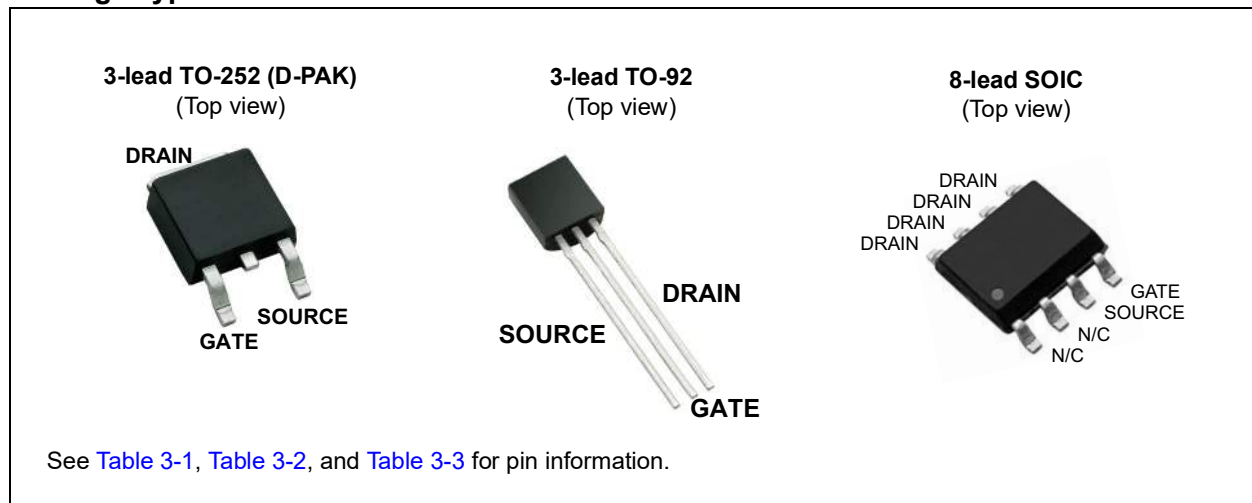 3-lead TO-252 (D-PAK)
(Top view)
DRAIN
SOURCE
GATE
3-lead TO-92
(Top view)
DRAIN
SOURCE
GATE
8-lead SOIC
(Top view)
DRAIN
DRAIN
DRAIN
DRAIN
GATE
SOURCE
N/C
N/C
See Table 3-1, Table 3-2, and Table 3-3 for pin information.